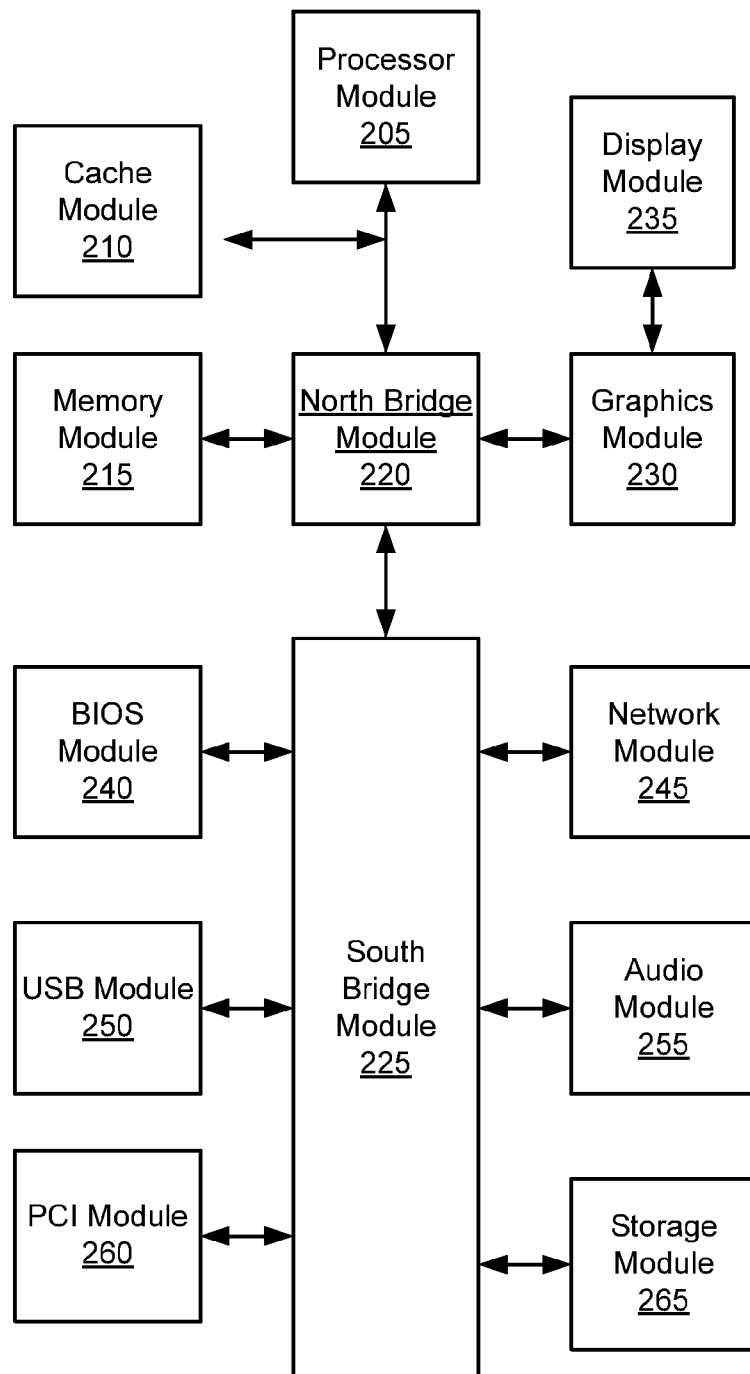 Processor
Module
205
Cache
Module
210
Display
Module
235
Memory
Module
215
North Bridge
Module
220
Graphics
Module
230
BIOS
Module
240
Network
Module
245
USB Module
250
South
Bridge
Module
225
Audio
Module
255
PCI Module
260
Storage
Module
265